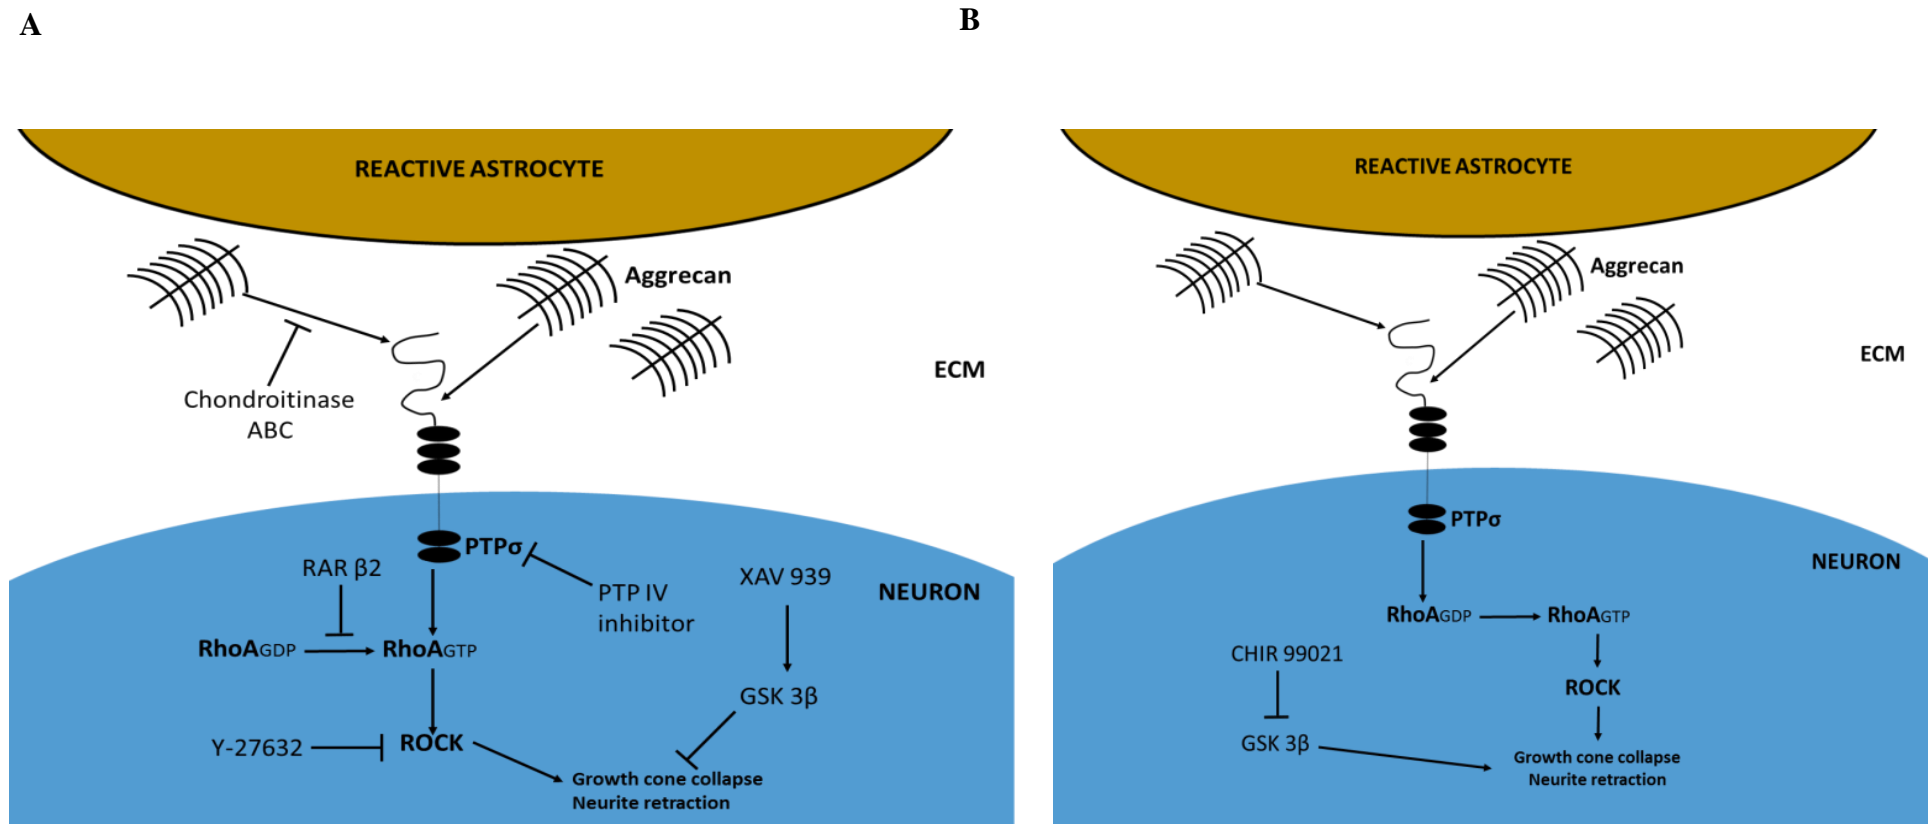 A
REACTIVE ASTROCYTE
Aggrecan
ECM
Chondroitinase
ABC
PTPσ
RAR β2
PTP IV
inhibitor
XAV 939
NEURON
RhoAGDP
RhoAGTP
GSK 3β
Y-27632
ROCK
Growth cone collapse
Neurite retraction
B
REACTIVE ASTROCYTE
Aggrecan
ECM
PTPσ
NEURON
RhoAGDP
RhoAGTP
CHIR 99021
ROCK
GSK 3β
Growth cone collapse
Neurite retraction